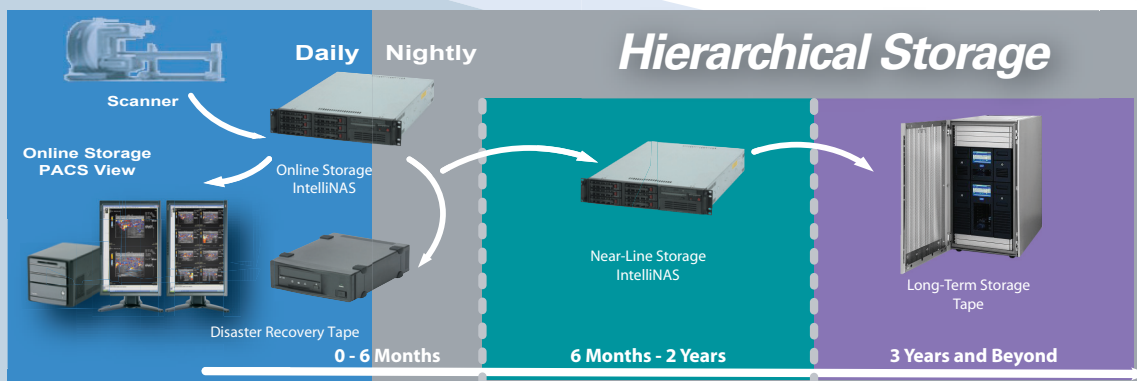 Hierarchical Storage
Daily
Nightly
Scanner
Online Storage
PACS View
Online Storage
IntelliNAS
Disaster Recovery Tape
0 - 6 Months
Near-Line Storage
IntelliNAS
6 Months - 2 Years
Long-Term Storage
Tape
3 Years and Beyond